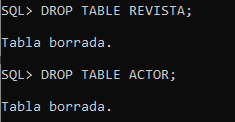 SQL> DROP TABLE REVISTA;
Tabla borrada.
SQL> DROP TABLE ACTOR;
Tabla borrada.